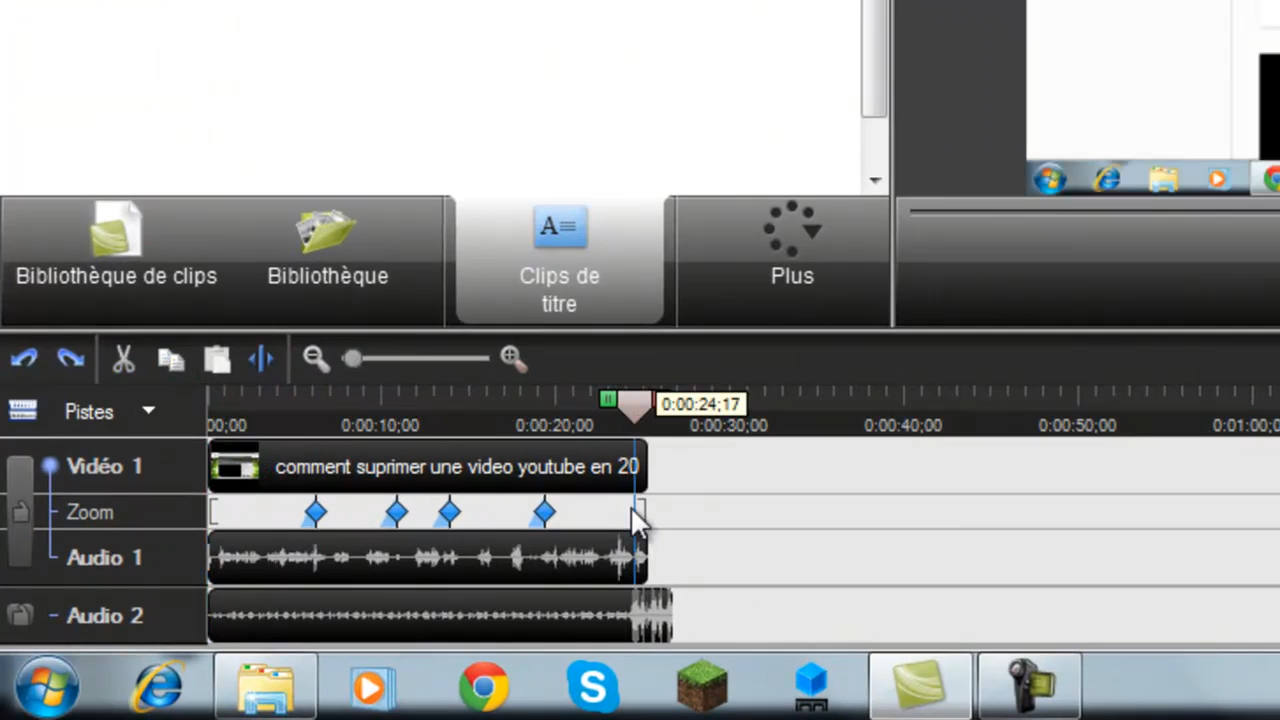 Bibliothèque de clips
Bibliothèque
A
Clips de
titre
Plus
Pistes
0:00:24;17
00;00
0:00:10;00
0:00:20;00
0:00:30;00
0:00:40;00
0:00:50;00
0:01:00;0
Vidéo 1
comment suprimer une video youtube en 20
Zoom
Audio 1
Audio 2
S